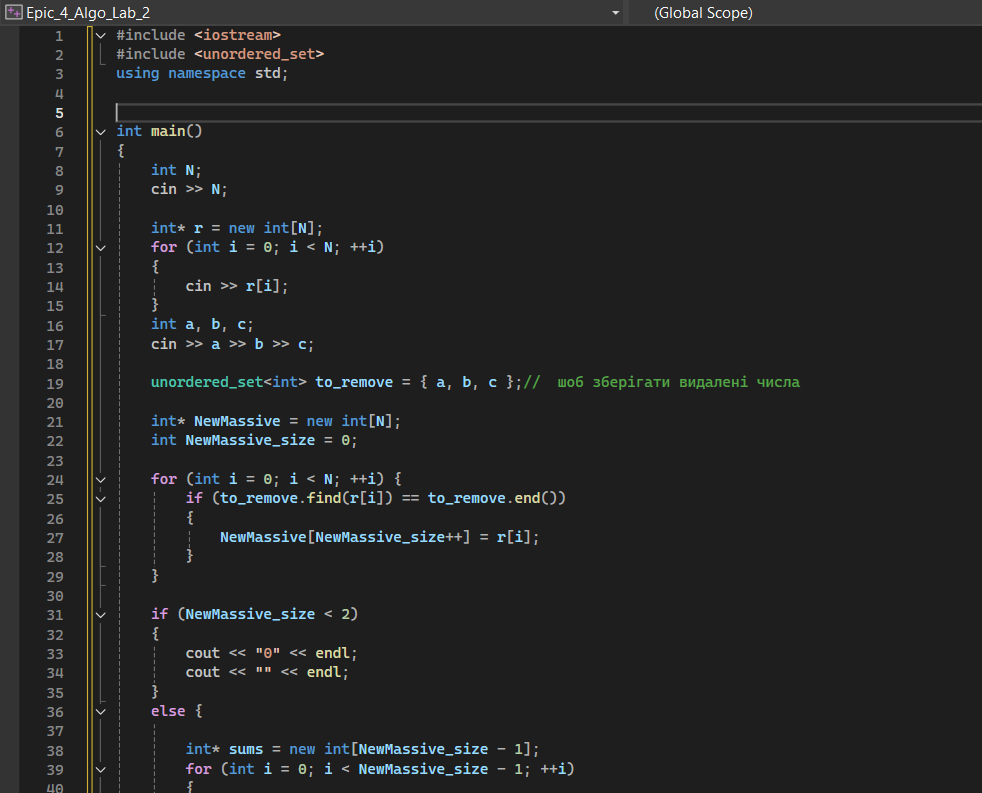 Epic_4_Algo_Lab_2 (Global Scope)
1 #include <iostream>
2 #include <unordered_set>
3 using namespace std;
4
5
6 int main()
7 {
8 int N;
9 cin >> N;
10
11 int* r = new int[N];
12 for (int i = 0; i < N; ++i)
13 {
14 cin >> r[i];
15 }
16 int a, b, c;
17 cin >> a >> b >> c;
18
19 unordered_set<int> to_remove = { a, b, c };//  шоб зберігати видалені числа
20
21 int* NewMassive = new int[N];
22 int NewMassive_size = 0;
23
24 for (int i = 0; i < N; ++i) {
25 if (to_remove.find(r[i]) == to_remove.end())
26 {
27 NewMassive[NewMassive_size++] = r[i];
28 }
29 }
30
31 if (NewMassive_size < 2)
32 {
33 cout << "0" << endl;
34 cout << "" << endl;
35 }
36 else {
37
38 int* sums = new int[NewMassive_size - 1];
39 for (int i = 0; i < NewMassive_size - 1; ++i)
40 {